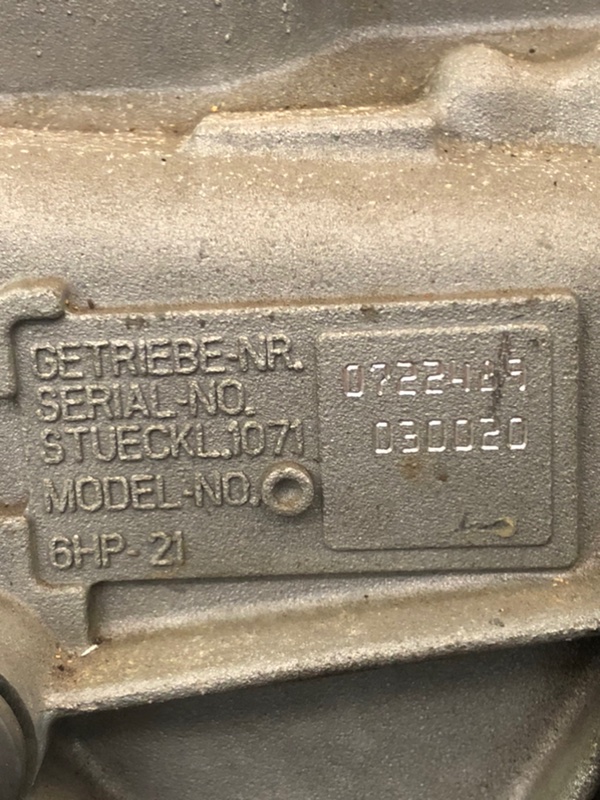 GETRIEBE-NR.
SERIAL-NO.
STUECKL.1071 030020
MODEL-NO.
6HP-21